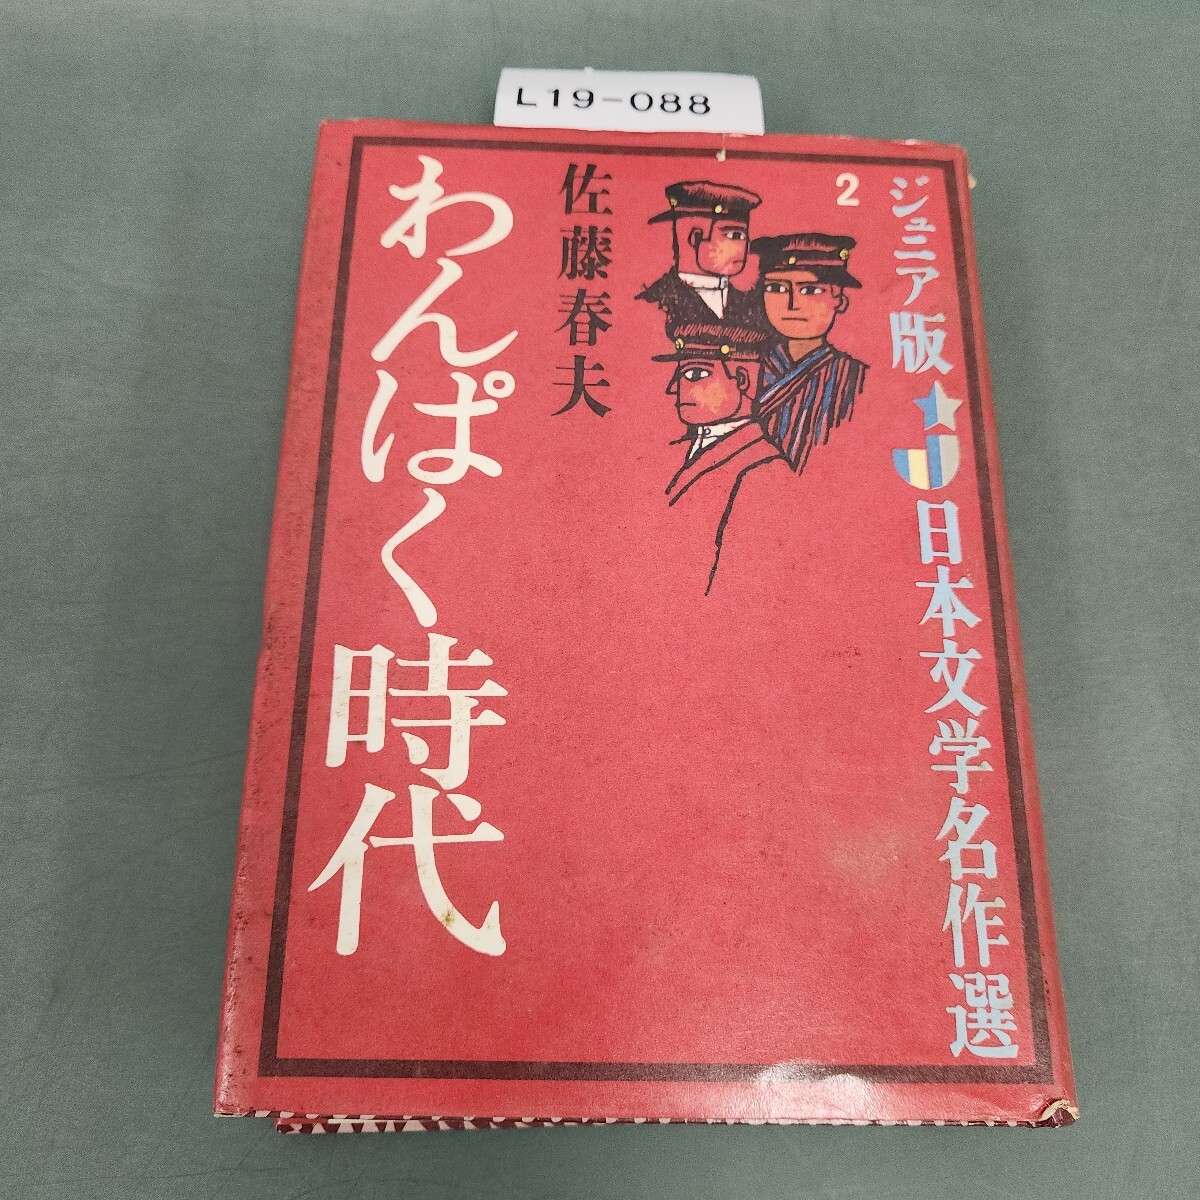 L19-088
ジュニア版 日本文学名作選
2
佐藤春夫
わんぱく時代